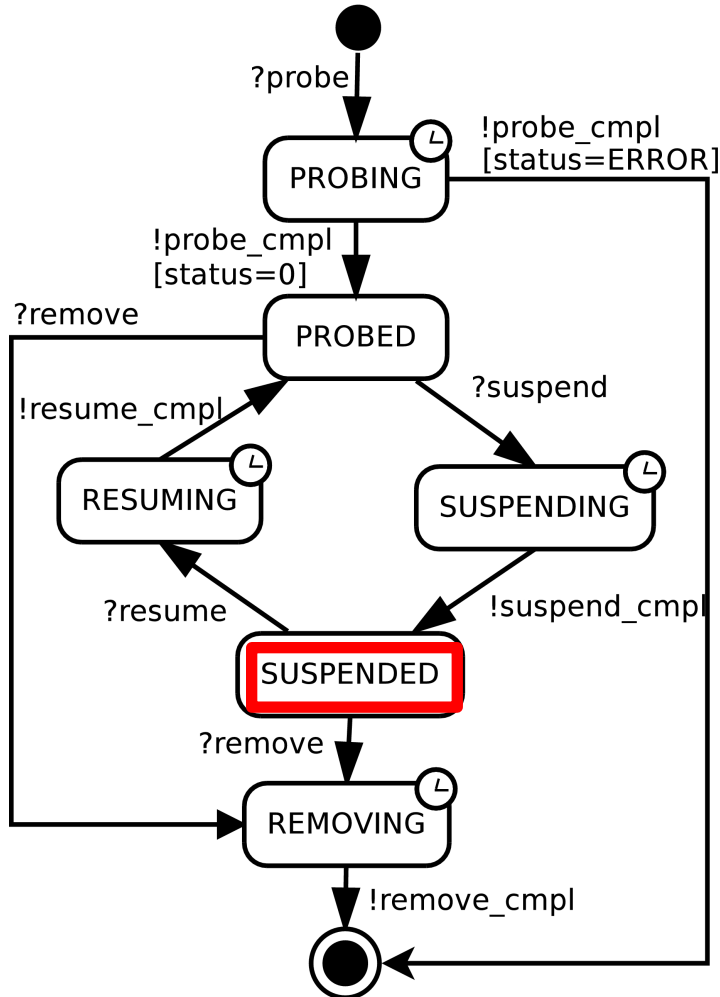 ?probe
!probe_cmpl
[status=ERROR]
PROBING
!probe_cmpl
[status=0]
?remove
PROBED
?suspend
!resume_cmpl
RESUMING
SUSPENDING
?resume
!suspend_cmpl
SUSPENDED
?remove
REMOVING
!remove_cmpl